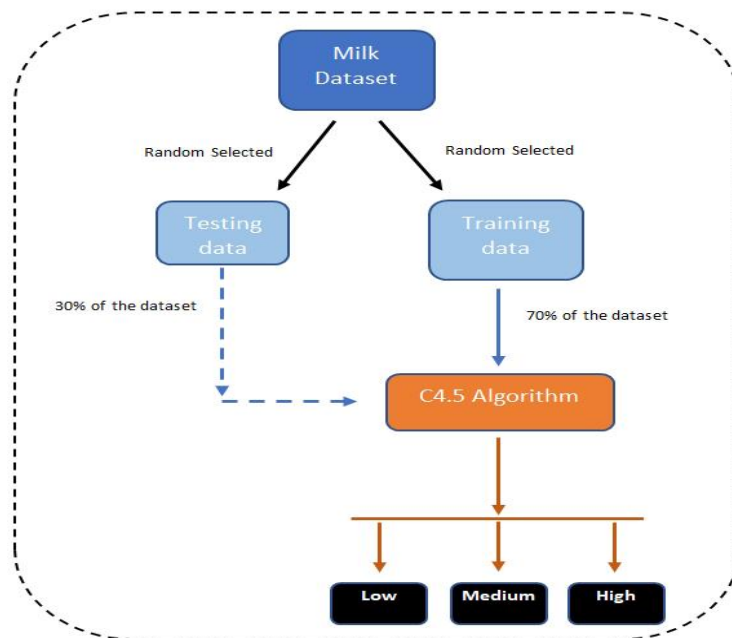 Milk
Dataset
Random Selected
Random Selected
Testing
data
Training
data
30% of the dataset
70% of the dataset
C4.5 Algorithm
Low
Medium
High